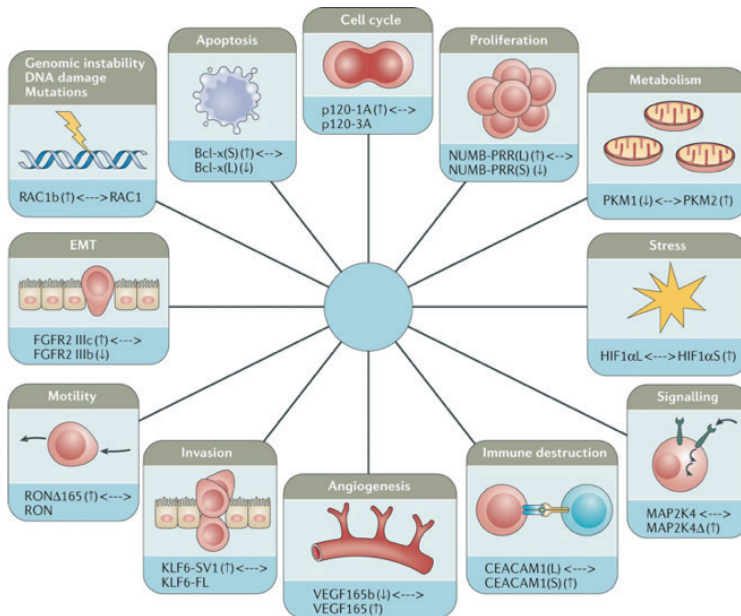 Cell cycle
p120-1A (↑) <-->
p120-3A
Apoptosis
Bcl-x(S) (↑) <--->
Bcl-x(L) (↓)
Proliferation
NUMB-PRR(L) (↑) <-->
NUMB-PRR(S) (↓)
Genomic instability
DNA damage
Mutations
RAC1b (↑) <---> RAC1
Metabolism
PKM1 (↓) <--> PKM2 (↑)
EMT
FGFR2 IIIc (↑) <--->
FGFR2 IIIb (↓)
Stress
HIF1αL <---> HIF1αS (↑)
Motility
RONΔ165 (↑) <--->
RON
Signalling
MAP2K4 <--->
MAP2K4Δ (↑)
Invasion
KLF6-SV1 (↑) <--->
KLF6-FL
Immune destruction
CEACAM1(L) <--->
CEACAM1(S) (↑)
Angiogenesis
VEGF165b (↓) <--->
VEGF165 (↑)